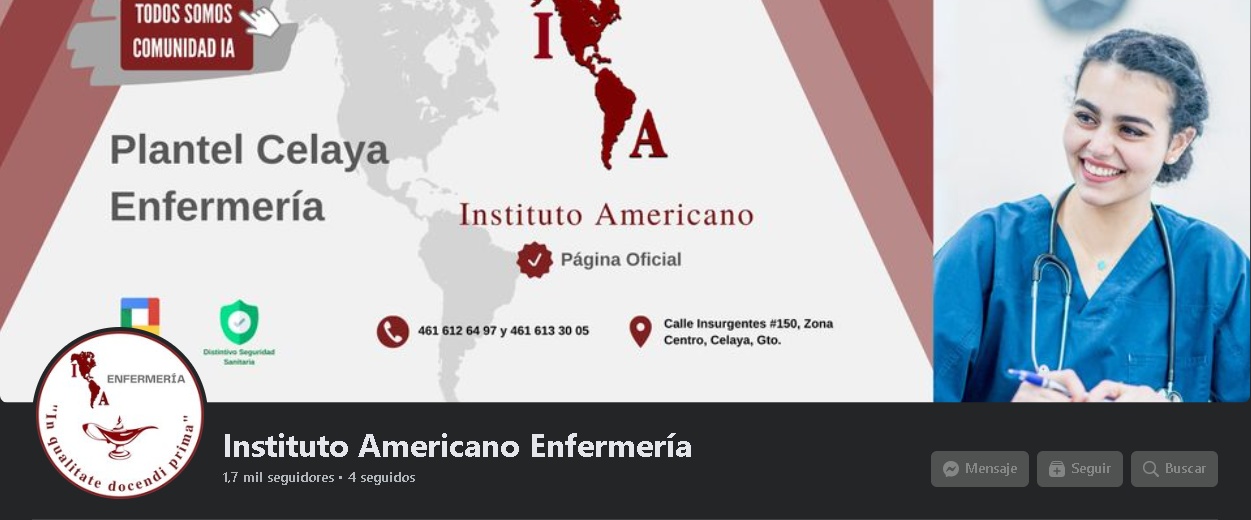 TODOS SOMOS
COMUNIDAD IA
I
A
Plantel Celaya
Enfermería
Instituto Americano
Página Oficial
Distintivo Seguridad
Sanitaria
461 612 64 97 y 461 613 30 05
Calle Insurgentes #150, Zona
Centro, Celaya, Gto.
I
A
ENFERMERÍA
"In qualitate docendi prima"
Instituto Americano Enfermería
1,7 mil seguidores • 4 seguidos
Mensaje
Seguir
Buscar